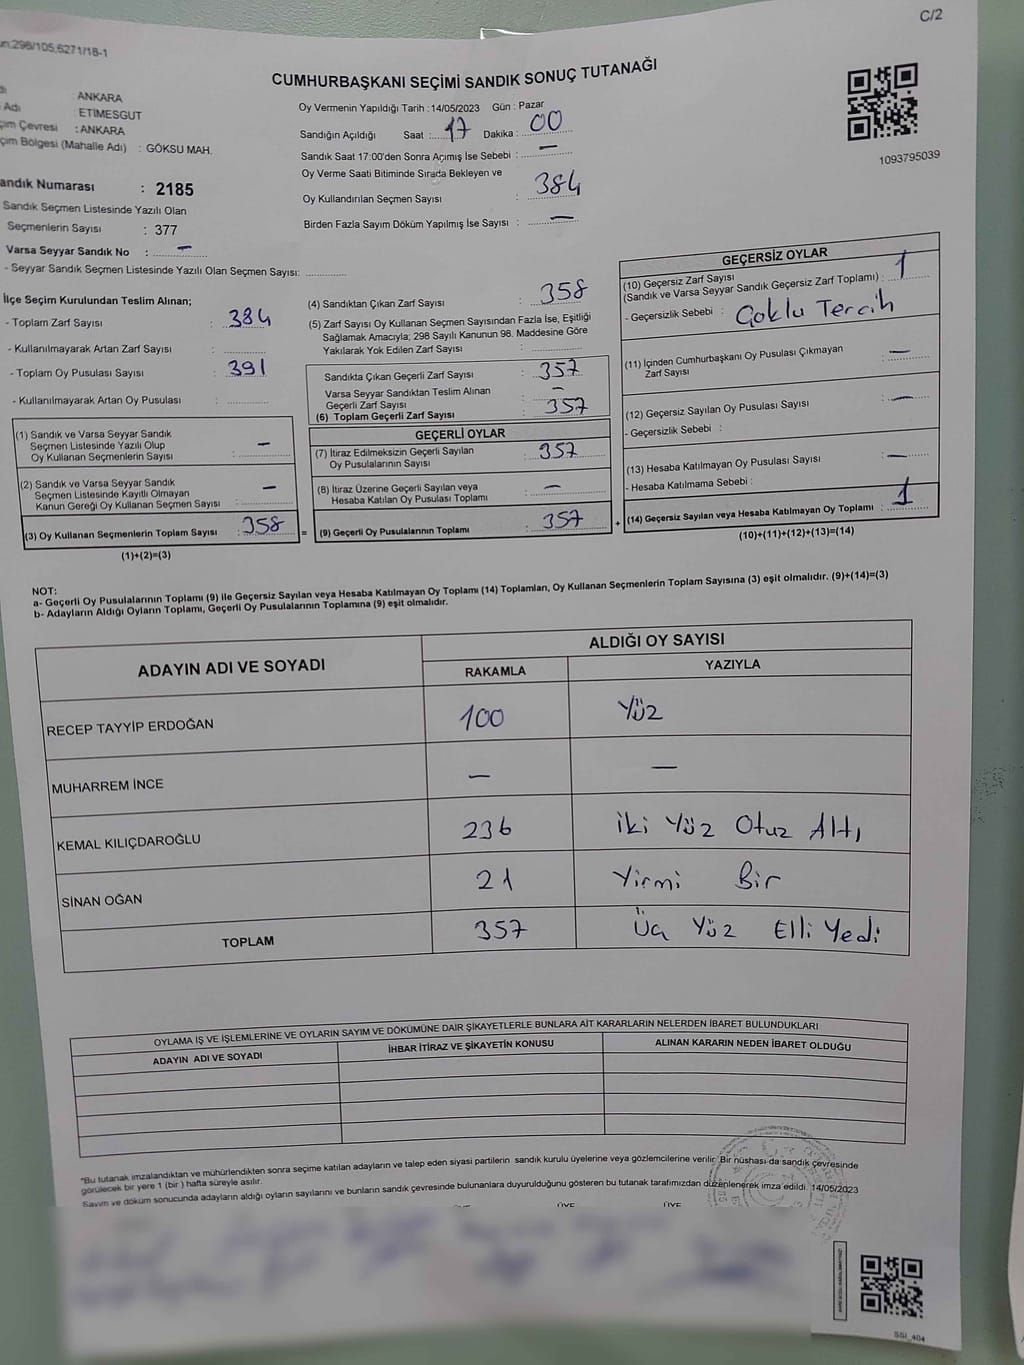 C/2
298/105,6271/18-1
CUMHURBAŞKANI SEÇİMİ SANDIK SONUÇ TUTANAĞI
: ANKARA
Adı : ETİMESGUT
çim Çevresi : ANKARA
çim Bölgesi (Mahalle Adı) : GÖKSU MAH.
andık Numarası : 2185
Sandık Seçmen Listesinde Yazılı Olan
Seçmenlerin Sayısı : 377
Varsa Seyyar Sandık No : –
- Seyyar Sandık Seçmen Listesinde Yazılı Olan Seçmen Sayısı:
Oy Vermenin Yapıldığı Tarih :14/05/2023 Gün : Pazar
Sandığın Açıldığı Saat : 17 Dakika : 00
Sandık Saat 17:00'den Sonra Açımış İse Sebebi : –
Oy Verme Saati Bitiminde Sırada Bekleyen ve
Oy Kullandırılan Seçmen Sayısı : 384
Birden Fazla Sayım Döküm Yapılmış İse Sayısı : –
1093795039
İlçe Seçim Kurulundan Teslim Alınan;
- Toplam Zarf Sayısı : 384
- Kullanılmayarak Artan Zarf Sayısı :
- Toplam Oy Pusulası Sayısı : 391
- Kullanılmayarak Artan Oy Pusulası :
(1) Sandık ve Varsa Seyyar Sandık
Seçmen Listesinde Yazılı Olup
Oy Kullanan Seçmenlerin Sayısı : –
(2) Sandık ve Varsa Seyyar Sandık
Seçmen Listesinde Kayıtlı Olmayan
Kanun Gereği Oy Kullanan Seçmen Sayısı : –
(3) Oy Kullanan Seçmenlerin Toplam Sayısı : 358
(1)+(2)=(3)
=
(4) Sandıktan Çıkan Zarf Sayısı : 358
(5) Zarf Sayısı Oy Kullanan Seçmen Sayısından Fazla İse, Eşitliği
Sağlamak Amacıyla; 298 Sayılı Kanunun 98. Maddesine Göre
Yakılarak Yok Edilen Zarf Sayısı :
Sandıkta Çıkan Geçerli Zarf Sayısı : 357
Varsa Seyyar Sandıktan Teslim Alınan
Geçerli Zarf Sayısı : –
(6) Toplam Geçerli Zarf Sayısı : 357
GEÇERLİ OYLAR
(7) İtiraz Edilmeksizin Geçerli Sayılan
Oy Pusulalarının Sayısı : 357
(8) İtiraz Üzerine Geçerli Sayılan veya
Hesaba Katılan Oy Pusulası Toplamı : –
(9) Geçerli Oy Pusulalarının Toplamı : 357
+
GEÇERSİZ OYLAR
(10) Geçersiz Zarf Sayısı
(Sandık ve Varsa Seyyar Sandık Geçersiz Zarf Toplamı) : 1
- Geçersizlik Sebebi : Çoklu Tercih
(11) İçinden Cumhurbaşkanı Oy Pusulası Çıkmayan
Zarf Sayısı : –
(12) Geçersiz Sayılan Oy Pusulası Sayısı : –
- Geçersizlik Sebebi :
(13) Hesaba Katılmayan Oy Pusulası Sayısı : –
- Hesaba Katılmama Sebebi :
(14) Geçersiz Sayılan veya Hesaba Katılmayan Oy Toplamı : 1
(10)+(11)+(12)+(13)=(14)
NOT:
a- Geçerli Oy Pusulalarının Toplamı (9) ile Geçersiz Sayılan veya Hesaba Katılmayan Oy Toplamı (14) Toplamları, Oy Kullanan Seçmenlerin Toplam Sayısına (3) eşit olmalıdır. (9)+(14)=(3)
b- Adayların Aldığı Oyların Toplamı, Geçerli Oy Pusulalarının Toplamına (9) eşit olmalıdır.
ADAYIN ADI VE SOYADI ALDIĞI OY SAYISI
RAKAMLA YAZIYLA
RECEP TAYYİP ERDOĞAN 100 Yüz
MUHARREM İNCE – –
KEMAL KILIÇDAROĞLU 236 İki Yüz Otuz Altı
SİNAN OĞAN 21 Yirmi Bir
TOPLAM 357 Üç Yüz Elli Yedi
OYLAMA İŞ VE İŞLEMLERİNE VE OYLARIN SAYIM VE DÖKÜMÜNE DAİR ŞİKAYETLERLE BUNLARA AİT KARARLARIN NELERDEN İBARET BULUNDUKLARI
ADAYIN ADI VE SOYADI İHBAR İTİRAZ VE ŞİKAYETİN KONUSU ALINAN KARARIN NEDEN İBARET OLDUĞU
*Bu tutanak imzalandıktan ve mühürlendikten sonra seçime katılan adayların ve talep eden siyasi partilerin sandık kurulu üyelerine veya gözlemcilerine verilir. Bir nüshası da sandık çevresinde
görülecek bir yere 1 (bir) hafta süreyle asılır.
Sayım ve döküm sonucunda adayların aldığı oyların sayılarını ve bunların sandık çevresinde bulunanlara duyurulduğunu gösteren bu tutanak tarafımızdan düzenlenerek imza edildi. 14/05/2023
ÜYE ÜYE
SSI_404